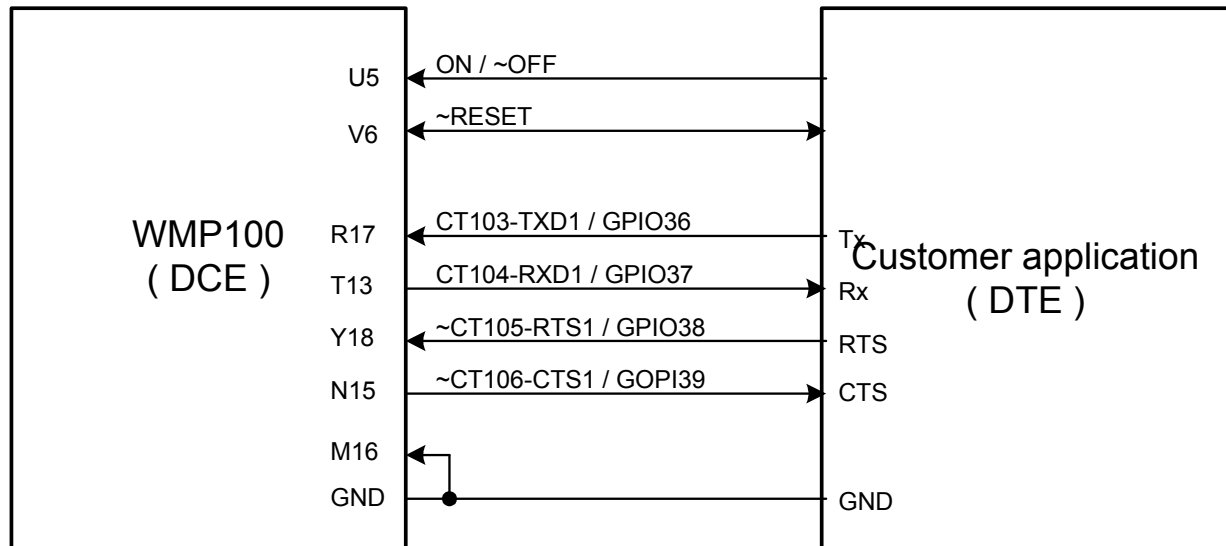 U5
ON / ~OFF
V6
~RESET
WMP100
( DCE )
R17
CT103-TXD1 / GPIO36
Tx
Customer application
( DTE )
T13
CT104-RXD1 / GPIO37
Rx
Y18
~CT105-RTS1 / GPIO38
RTS
N15
~CT106-CTS1 / GOPI39
CTS
M16
GND
GND